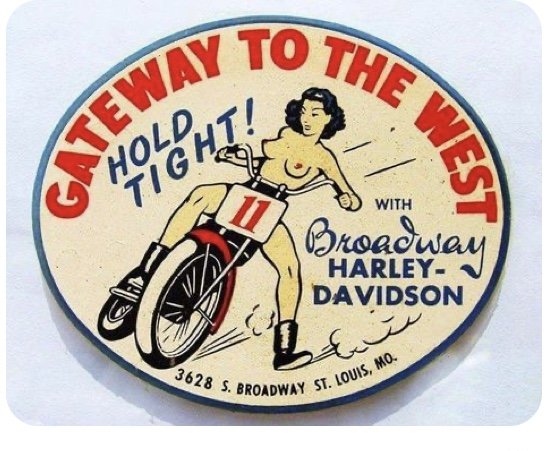 GATEWAY TO THE WEST
HOLD
TIGHT!
11
WITH
Broadway
HARLEY-
DAVIDSON
3628 S. BROADWAY ST. LOUIS, MO.